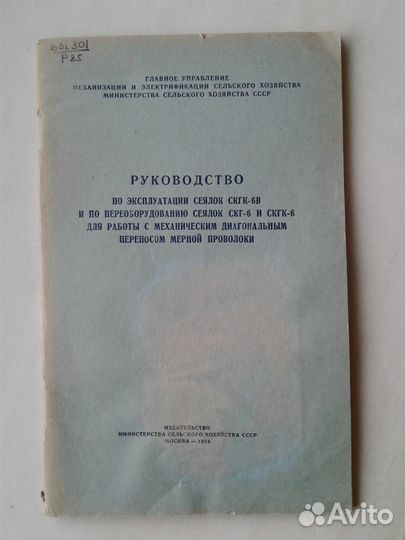 631.301
Р85
ГЛАВНОЕ УПРАВЛЕНИЕ
МЕХАНИЗАЦИИ И ЭЛЕКТРИФИКАЦИИ СЕЛЬСКОГО ХОЗЯЙСТВА
МИНИСТЕРСТВА СЕЛЬСКОГО ХОЗЯЙСТВА СССР
РУКОВОДСТВО
ПО ЭКСПЛУАТАЦИИ СЕЯЛОК СКГК-6В
И ПО ПЕРЕОБОРУДОВАНИЮ СЕЯЛОК СКГ-6 И СКГК-6
ДЛЯ РАБОТЫ С МЕХАНИЧЕСКИМ ДИАГОНАЛЬНЫМ
ПЕРЕНОСОМ МЕРНОЙ ПРОВОЛОКИ
ИЗДАТЕЛЬСТВО
МИНИСТЕРСТВА СЕЛЬСКОГО ХОЗЯЙСТВА СССР
МОСКВА —
Avito